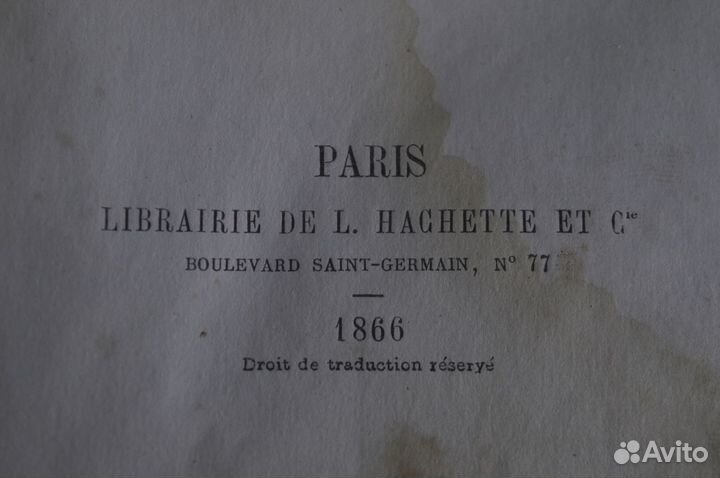 PARIS
LIBRAIRIE DE L. HACHETTE ET Cie
BOULEVARD SAINT-GERMAIN, N° 77
1866
Droit de traduction réservé
Avito